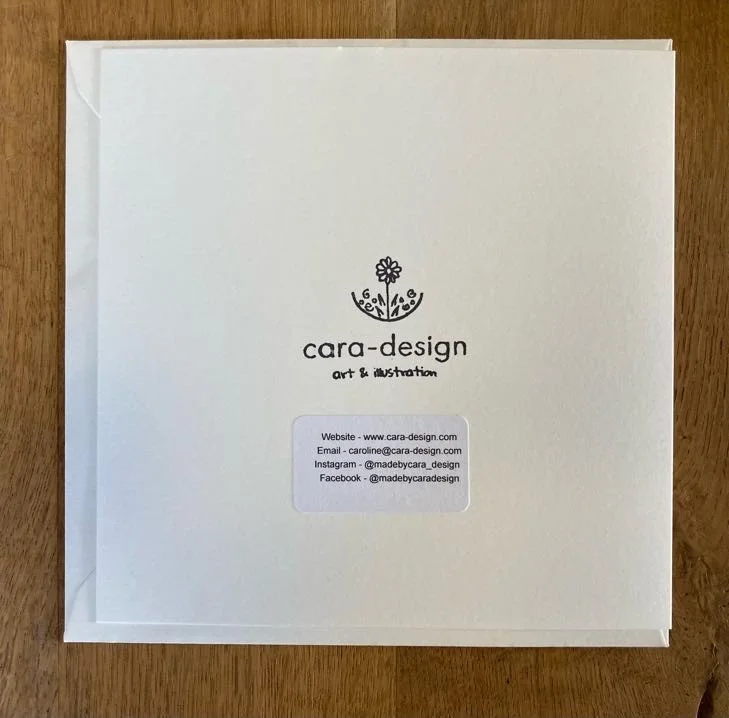 cara-design
art & illustration
Website - www.cara-design.com
Email - caroline@cara-design.com
Instagram - @madebycara_design
Facebook - @madebycaradesign